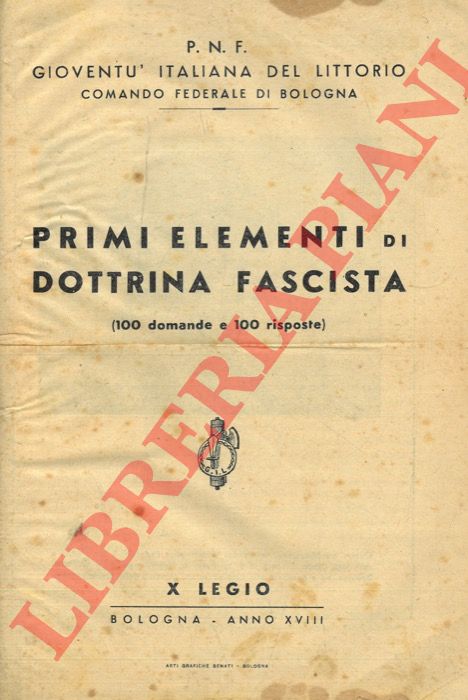 P. N. F.
GIOVENTU' ITALIANA DEL LITTORIO
COMANDO FEDERALE DI BOLOGNA
PRIMI ELEMENTI DI
DOTTRINA FASCISTA
(100 domande e 100 risposte)
G.I.L.
X LEGIO
BOLOGNA - ANNO XVIII
ARTI GRAFICHE BENATI - BOLOGNA
LIBRERIA PIANI